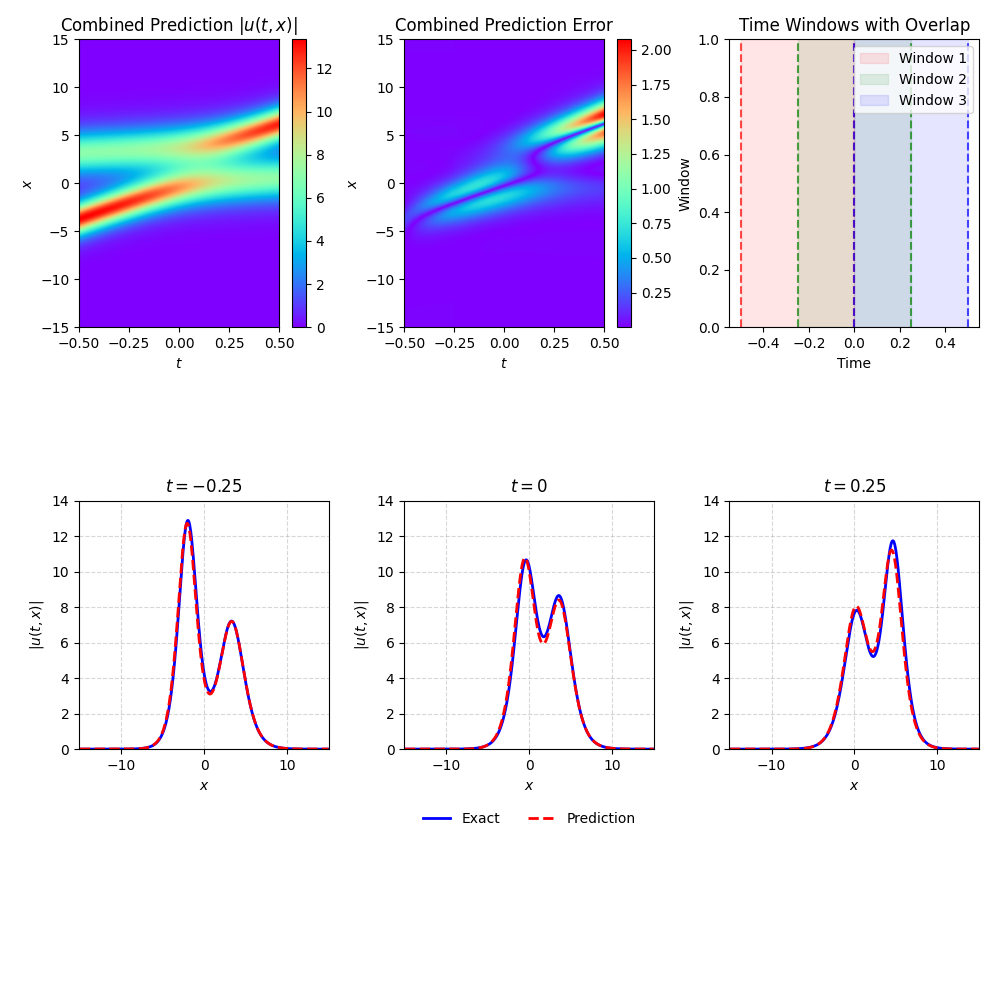 Combined Prediction |u(t, x)|
15
10
5
0
−5
−10
−15
x
−0.50 −0.25 0.00 0.25 0.50
t
12
10
8
6
4
2
0
Combined Prediction Error
15
10
5
0
−5
−10
−15
x
−0.50 −0.25 0.00 0.25 0.50
t
2.00
1.75
1.50
1.25
1.00
0.75
0.50
0.25
Time Windows with Overlap
1.0
0.8
0.6
0.4
0.2
0.0
Window
−0.4 −0.2 0.0 0.2 0.4
Time
Window 1
Window 2
Window 3
t = −0.25
14
12
10
8
6
4
2
0
|u(t, x)|
−10 0 10
x
t = 0
14
12
10
8
6
4
2
0
|u(t, x)|
−10 0 10
x
t = 0.25
14
12
10
8
6
4
2
0
|u(t, x)|
−10 0 10
x
Exact Prediction